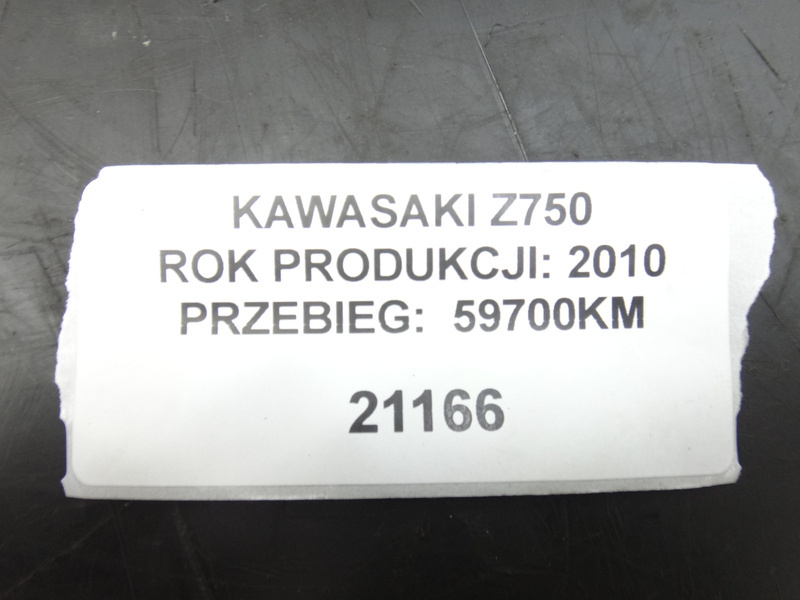 KAWASAKI Z750
ROK PRODUKCJI: 2010
PRZEBIEG: 59700KM
21166